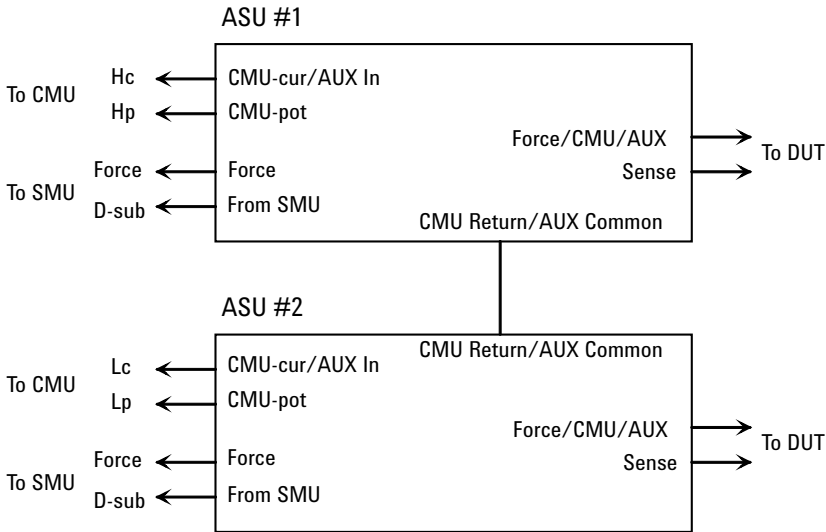 ASU #1
To CMU
Hc
Hp
CMU-cur/AUX In
CMU-pot
To SMU
Force
D-sub
Force
From SMU
Force/CMU/AUX
Sense
To DUT
CMU Return/AUX Common
ASU #2
CMU Return/AUX Common
To CMU
Lc
Lp
CMU-cur/AUX In
CMU-pot
To SMU
Force
D-sub
Force
From SMU
Force/CMU/AUX
Sense
To DUT